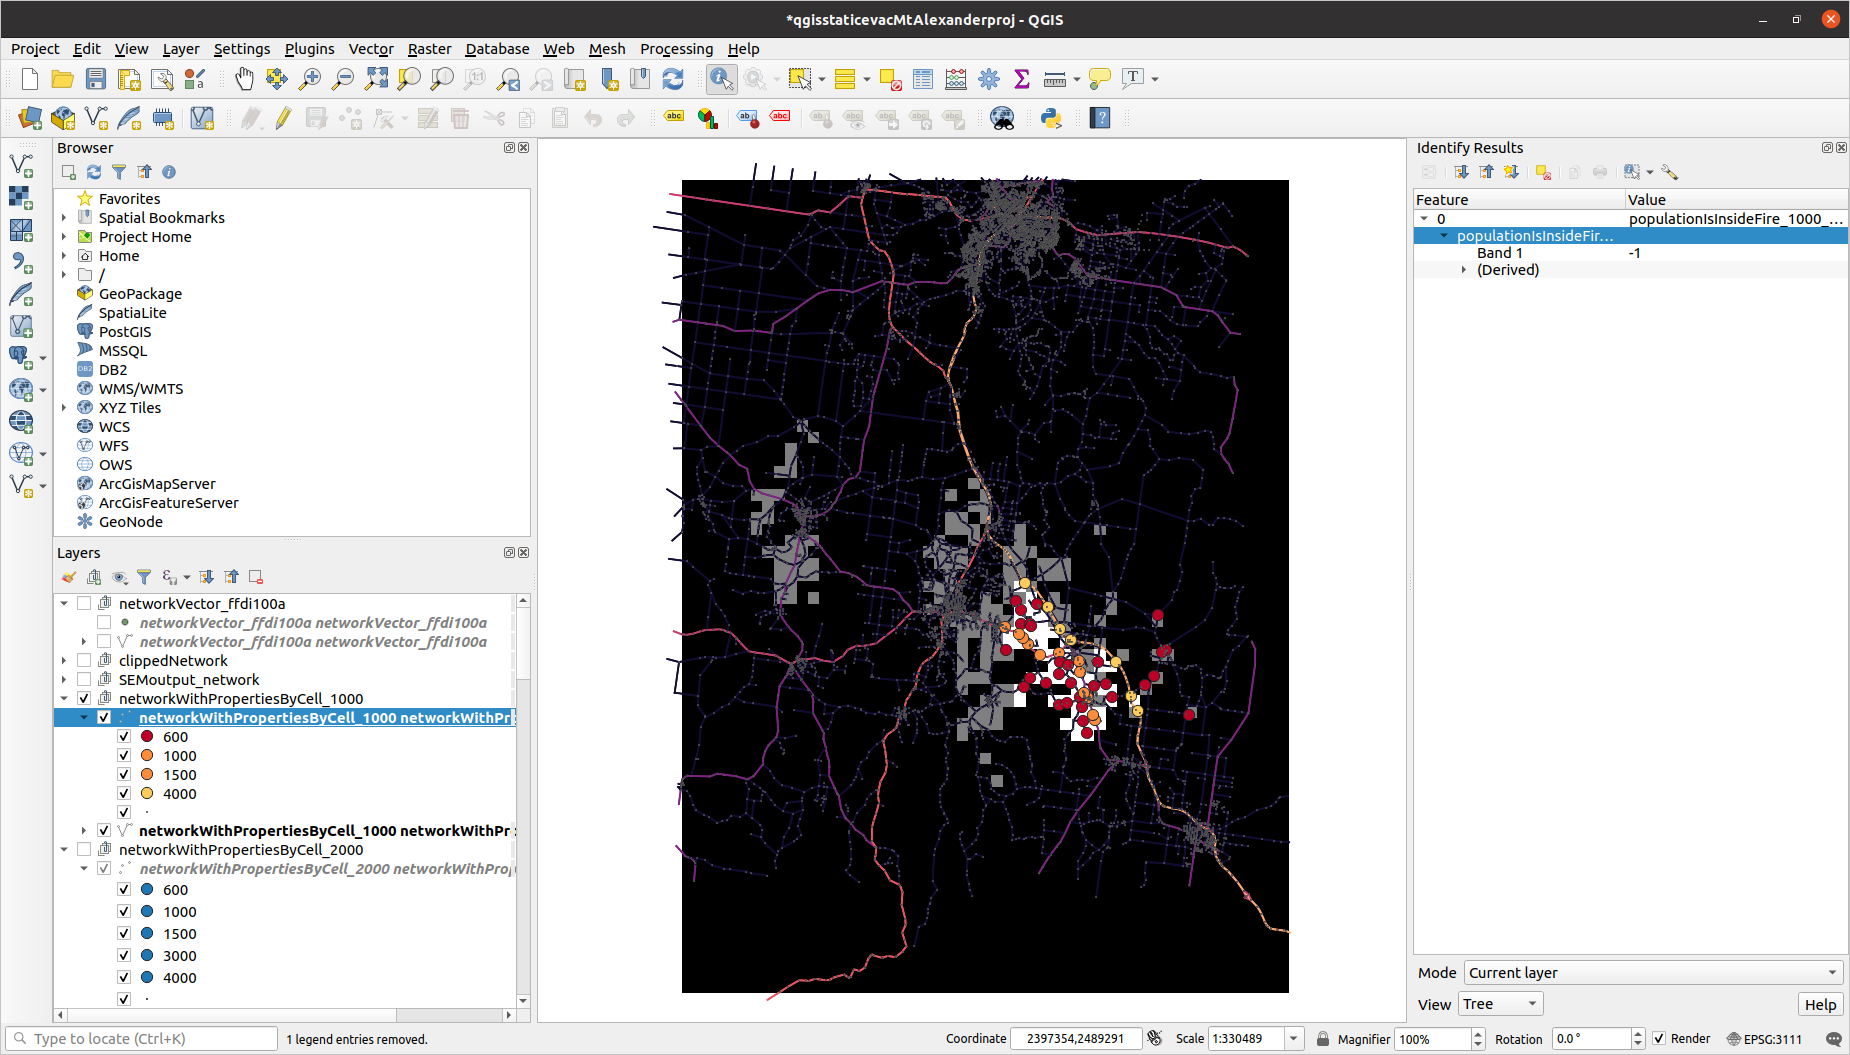 *qgisstaticevacMtAlexanderproj - QGIS
Project Edit View Layer Settings Plugins Vector Raster Database Web Mesh Processing Help
Browser
Favorites
Spatial Bookmarks
Project Home
Home
/
GeoPackage
SpatiaLite
PostGIS
MSSQL
DB2
WMS/WMTS
XYZ Tiles
WCS
WFS
OWS
ArcGisMapServer
ArcGisFeatureServer
GeoNode
Layers
networkVector_ffdi100a
networkVector_ffdi100a networkVector_ffdi100a
networkVector_ffdi100a networkVector_ffdi100a
clippedNetwork
SEMoutput_network
networkWithPropertiesByCell_1000
networkWithPropertiesByCell_1000 networkWithPr
600
1000
1500
4000
networkWithPropertiesByCell_1000 networkWithPr
networkWithPropertiesByCell_2000
networkWithPropertiesByCell_2000 networkWithProp
600
1000
1500
3000
4000
Identify Results
Feature Value
0 populationIsInsideFire_1000_...
populationIsInsideFir...
Band 1 -1
(Derived)
Mode Current layer
View Tree Help
Type to locate (Ctrl+K) 1 legend entries removed. Coordinate 2397354,2489291 Scale 1:330489 Magnifier 100% Rotation 0.0 ° Render EPSG:3111